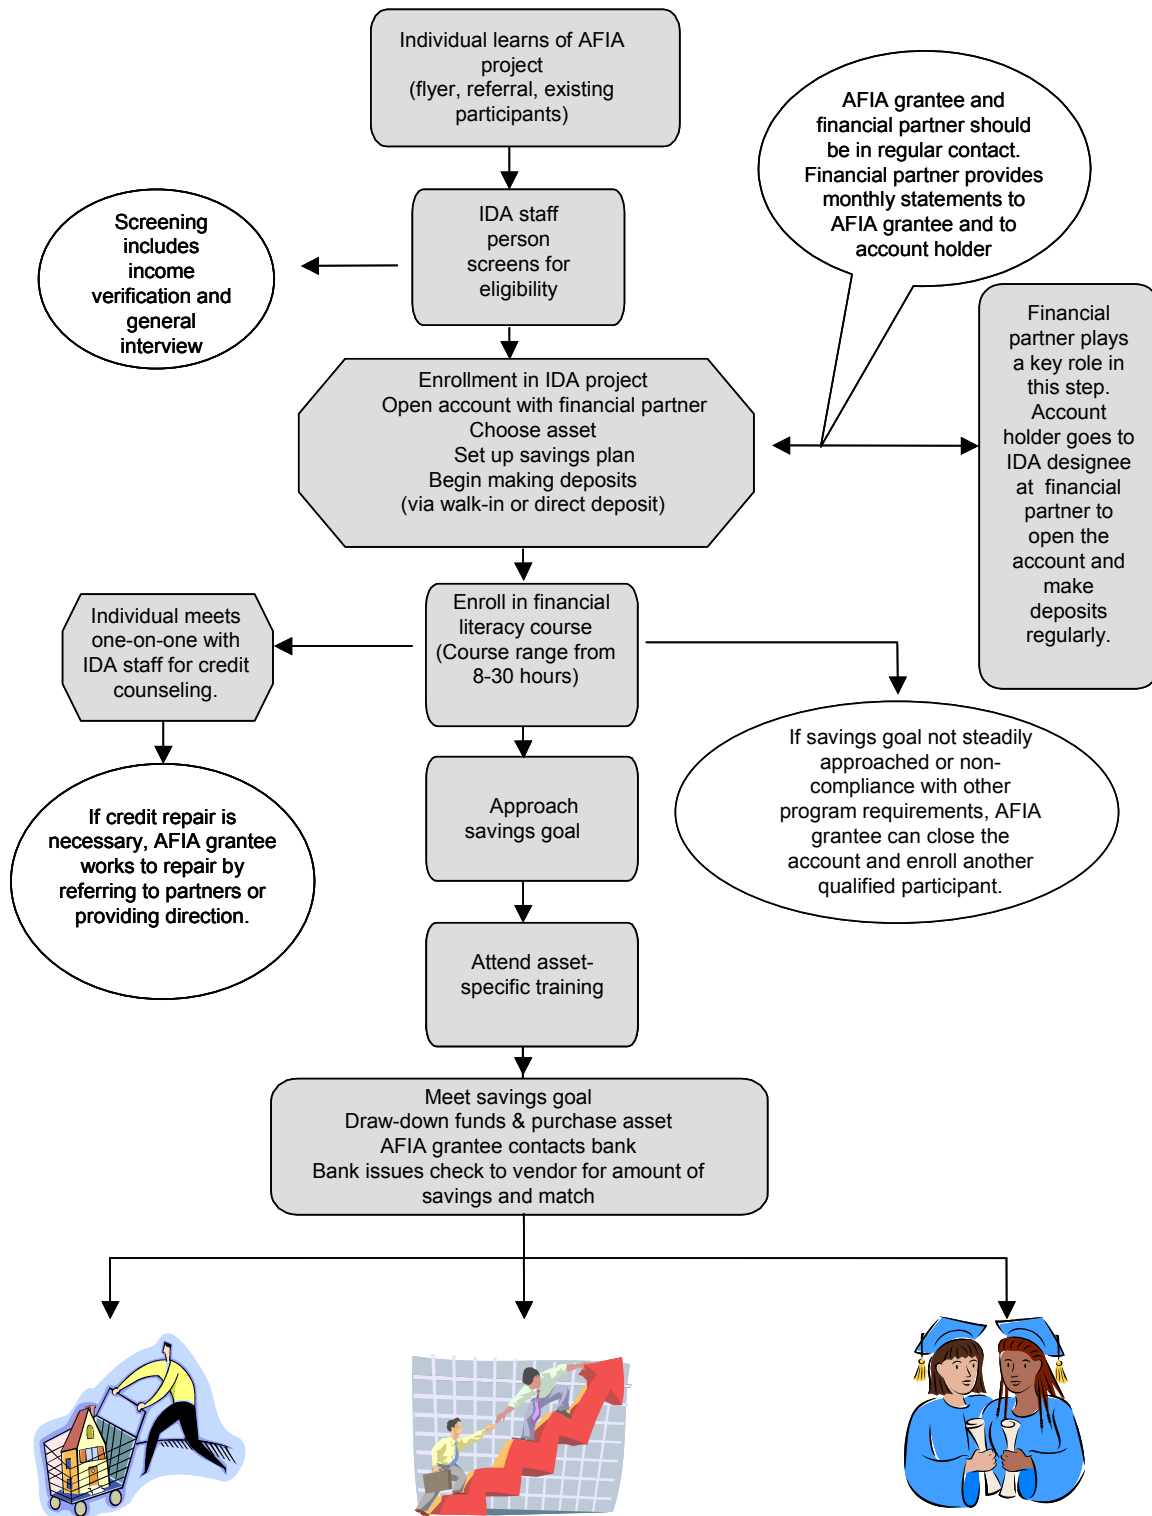 Individual learns of AFIA
project
(flyer, referral, existing
participants)
AFIA grantee and
financial partner should
be in regular contact.
Financial partner provides
monthly statements to
AFIA grantee and to
account holder
IDA staff
person
screens for
eligibility
Screening
includes
income
verification and
general
interview
Financial
partner plays
a key role in
this step.
Account
holder goes to
IDA designee
at financial
partner to
open the
account and
make
deposits
regularly.
Enrollment in IDA project
Open account with financial partner
Choose asset
Set up savings plan
Begin making deposits
(via walk-in or direct deposit)
Enroll in financial
literacy course
(Course range from
8-30 hours)
Individual meets
one-on-one with
IDA staff for credit
counseling.
If credit repair is
necessary, AFIA grantee
works to repair by
referring to partners or
providing direction.
If savings goal not steadily
approached or non-
compliance with other
program requirements, AFIA
grantee can close the
account and enroll another
qualified participant.
Approach
savings goal
Attend asset-
specific training
Meet savings goal
Draw-down funds & purchase asset
AFIA grantee contacts bank
Bank issues check to vendor for amount of
savings and match